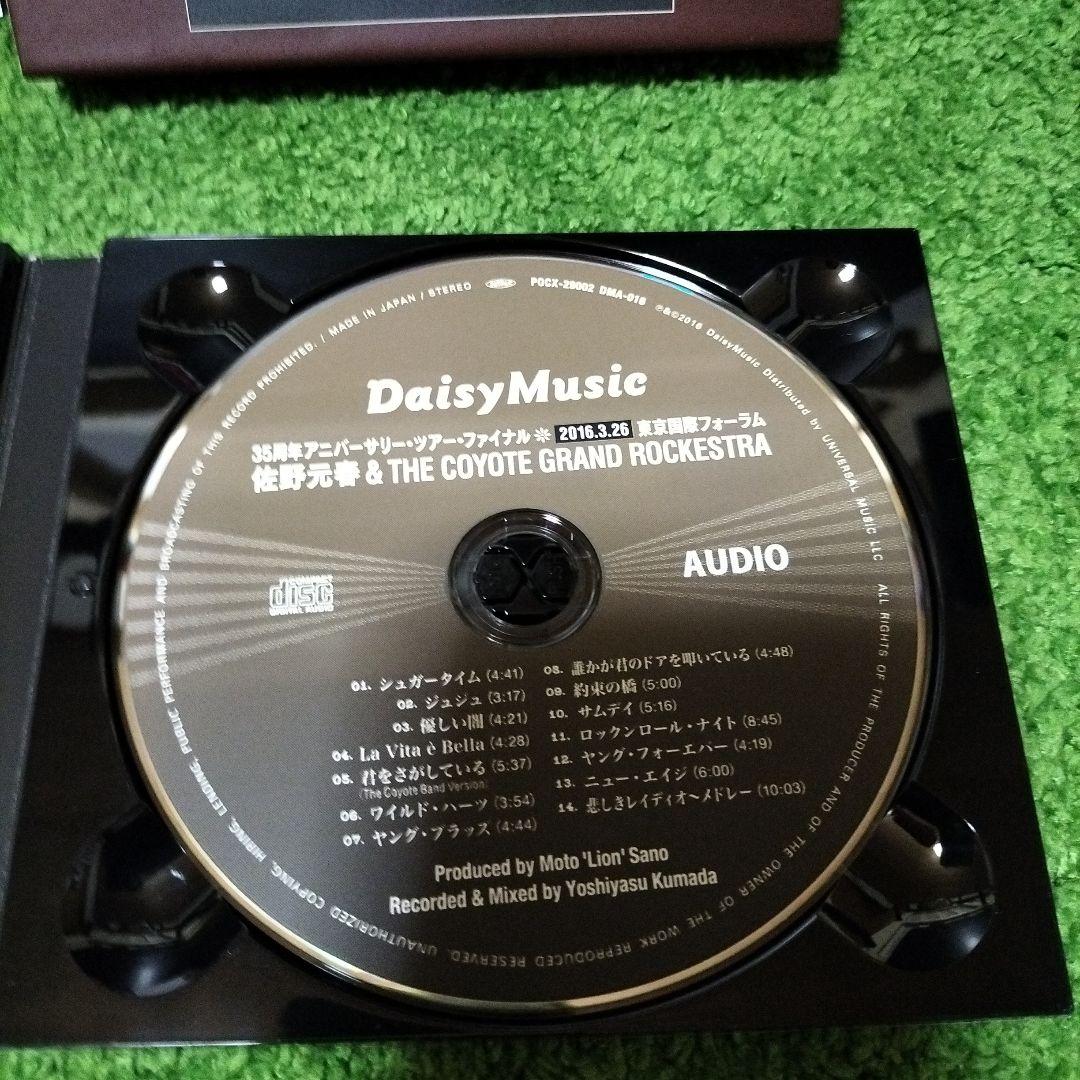 MADE IN JAPAN / STEREO
POCX-29002 DMA-016
℗&©2016 DaisyMusic Distributed by UNIVERSAL MUSIC LLC
DaisyMusic
35周年アニバーサリー・ツアー・ファイナル※ 2016.3.26 東京国際フォーラム
佐野元春 & THE COYOTE GRAND ROCKESTRA
AUDIO
COMPACT
disc
DIGITAL AUDIO
01. シュガータイム (4:41)
02. ジュジュ (3:17)
03. 優しい闇 (4:21)
04. La Vita è Bella (4:28)
05. 君をさがしている (5:37)
(The Coyote Band Version)
06. ワイルド・ハーツ (3:54)
07. ヤング・ブラッズ (4:44)
08. 誰かが君のドアを叩いている (4:48)
09. 約束の橋 (5:00)
10. サムデイ (5:16)
11. ロックンロール・ナイト (8:45)
12. ヤング・フォーエバー (4:19)
13. ニュー・エイジ (6:00)
14. 悲しきレイディオ〜メドレー (10:03)
Produced by Moto 'Lion' Sano
Recorded & Mixed by Yoshiyasu Kumada
ALL RIGHTS OF THE PRODUCER AND OF THE OWNER OF THE WORK REPRODUCED RESERVED. UNAUTHORIZED COPYING, HIRING, LENDING, PUBLIC PERFORMANCE AND BROADCASTING OF THIS RECORD PROHIBITED. /